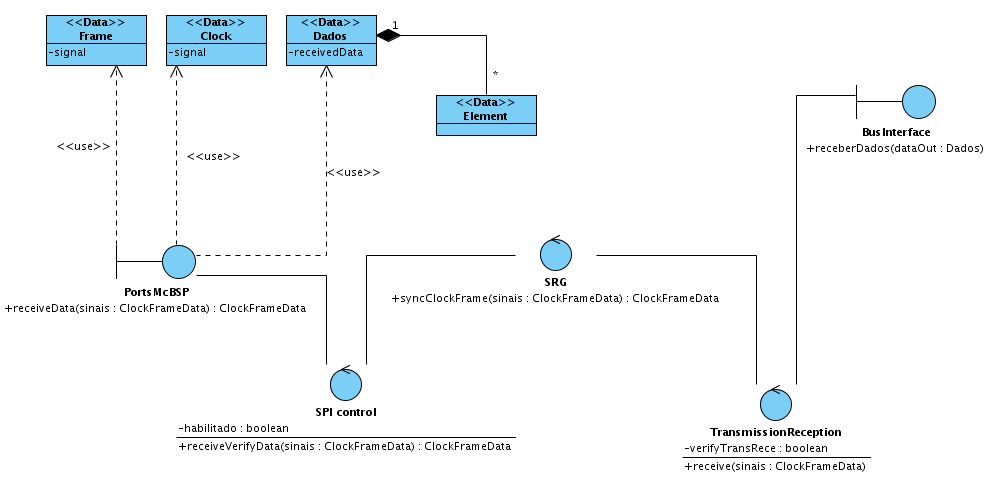 <<Data>>
Frame
-signal
<<Data>>
Clock
-signal
<<Data>>
Dados
-receivedData
1
*
<<Data>>
Element
<<use>>
<<use>>
<<use>>
BusInterface
+receberDados(dataOut : Dados)
PortsMcBSP
+receiveData(sinais : ClockFrameData) : ClockFrameData
SRG
+syncClockFrame(sinais : ClockFrameData) : ClockFrameData
SPI control
-habilitado : boolean
+receiveVerifyData(sinais : ClockFrameData) : ClockFrameData
TransmissionReception
-verifyTransRece : boolean
+receive(sinais : ClockFrameData)